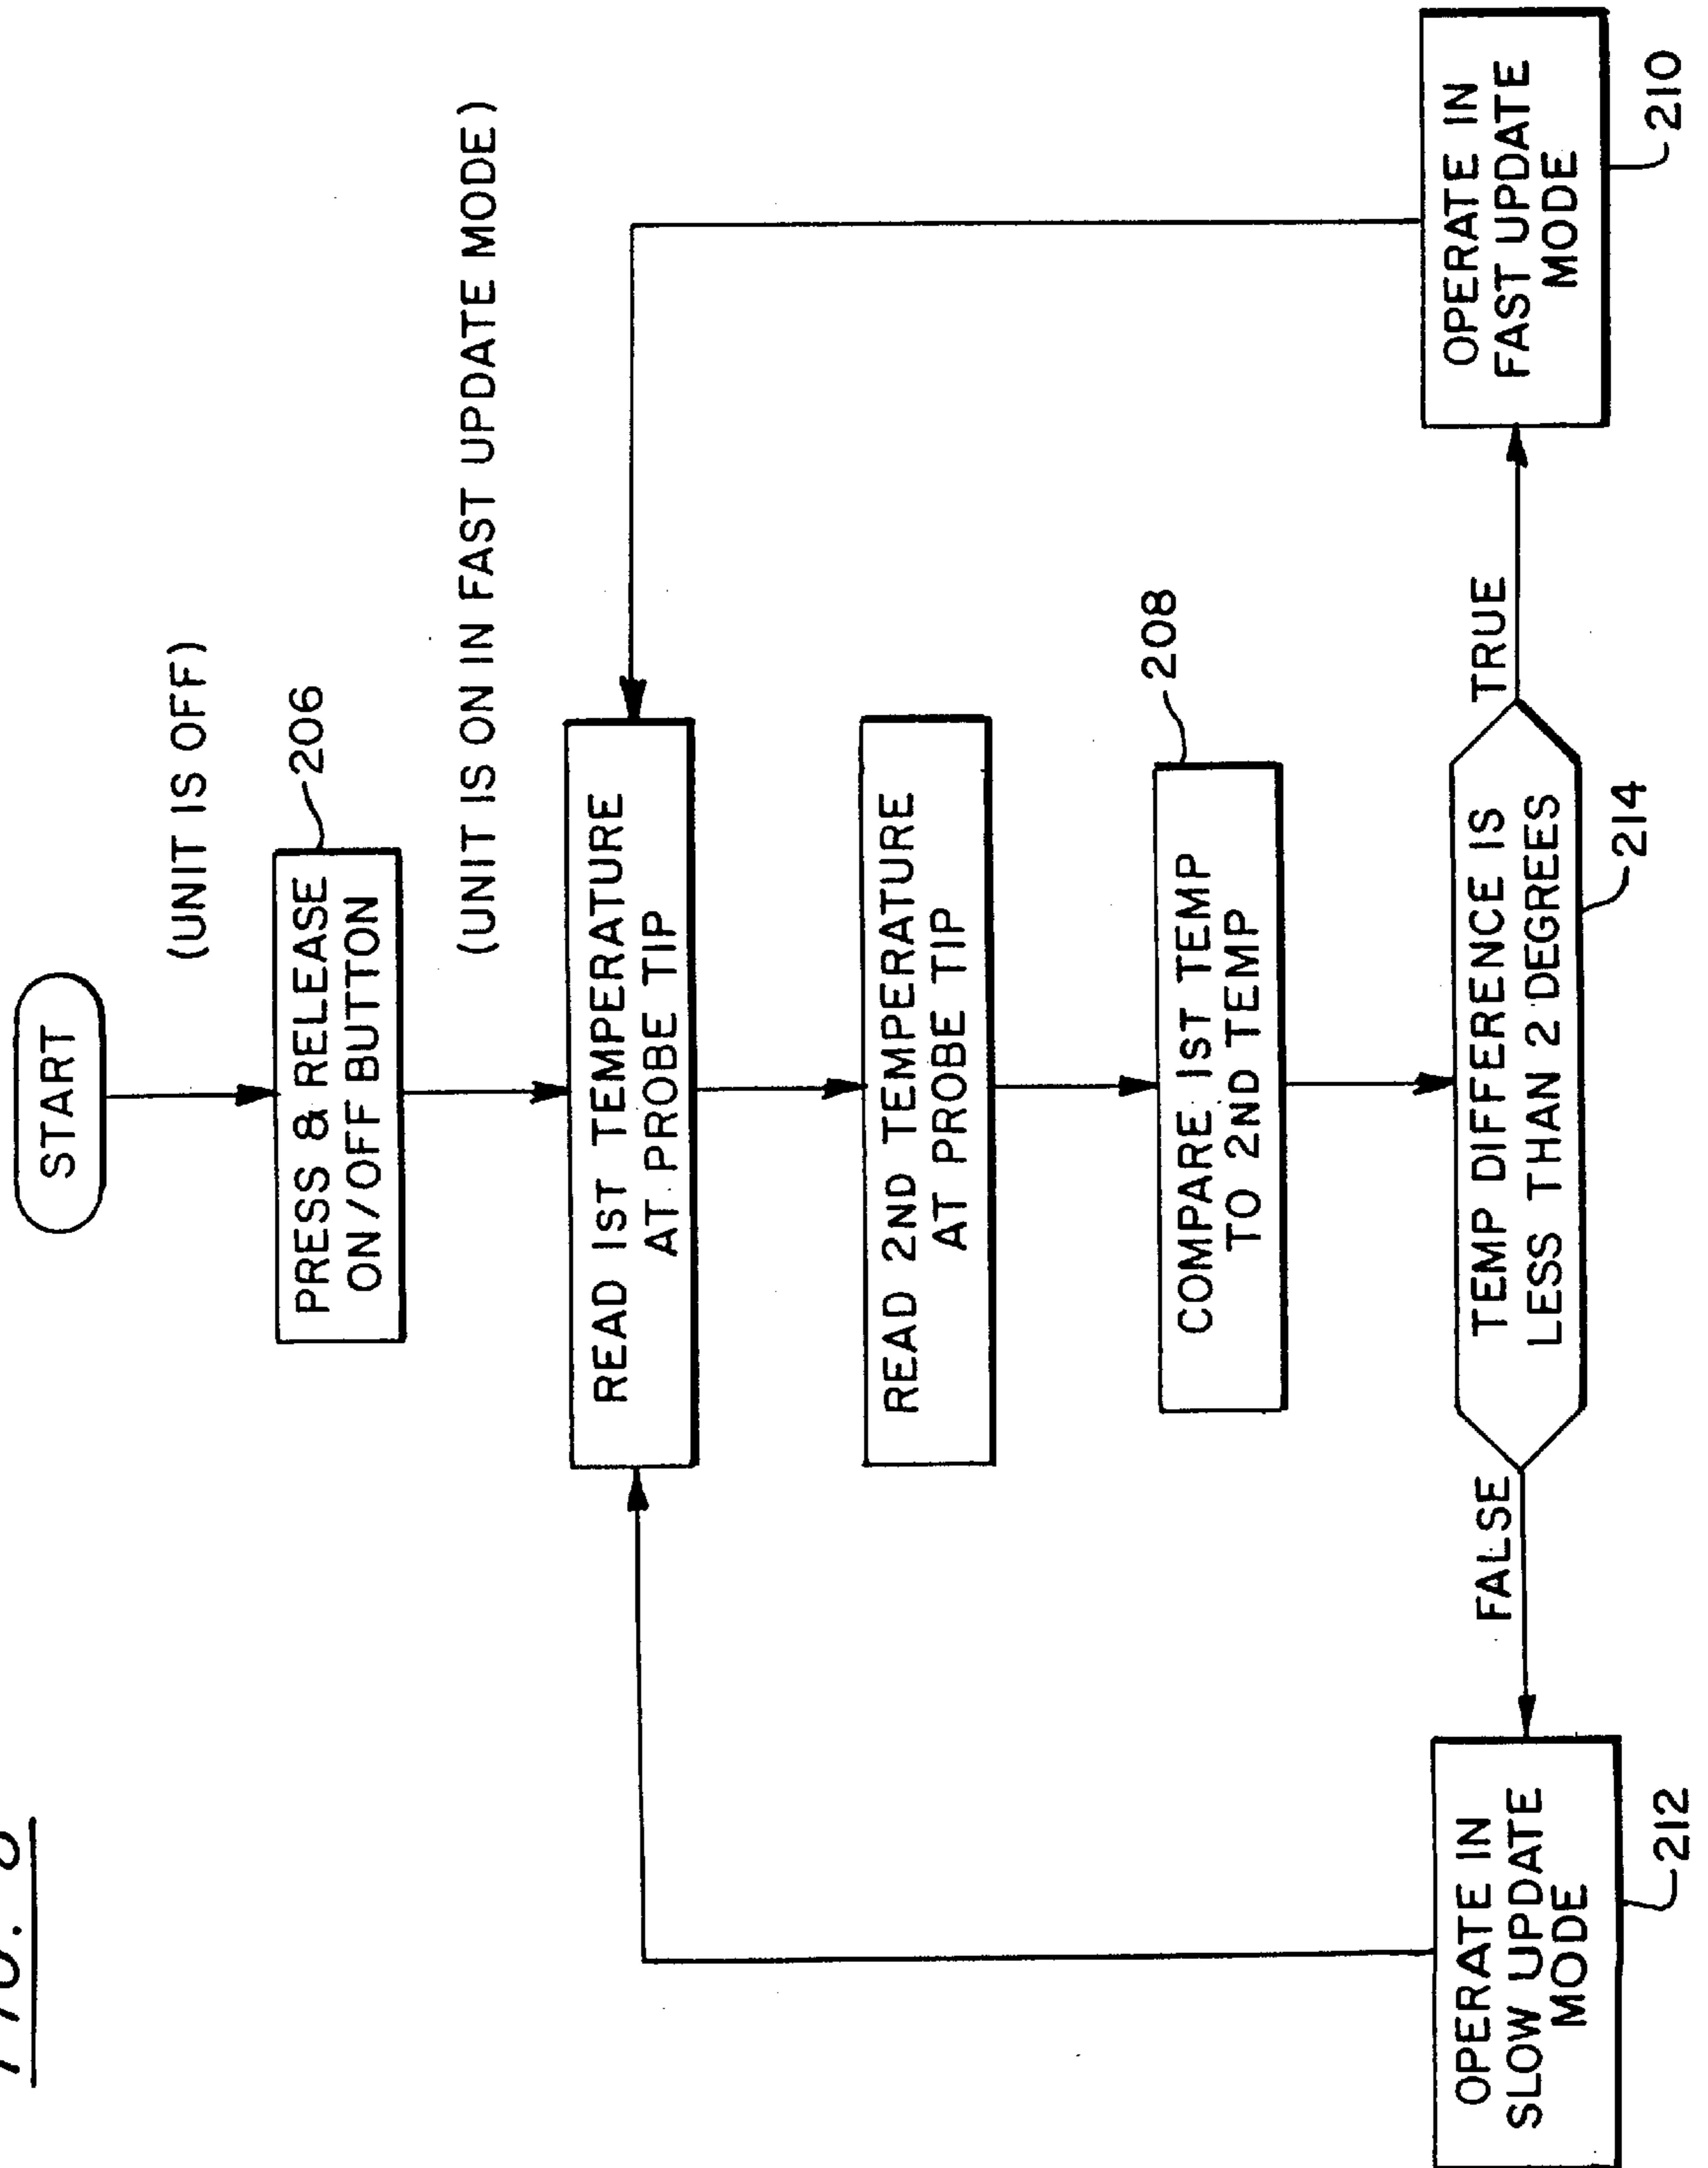 START
(UNIT IS OFF)
PRESS & RELEASE
ON/OFF BUTTON
206
(UNIT IS ON IN FAST UPDATE MODE)
READ 1ST TEMPERATURE
AT PROBE TIP
READ 2ND TEMPERATURE
AT PROBE TIP
COMPARE 1ST TEMP
TO 2ND TEMP
208
TEMP DIFFERENCE IS
LESS THAN 2 DEGREES
214
FALSE
TRUE
OPERATE IN
SLOW UPDATE
MODE
212
OPERATE IN
FAST UPDATE
MODE
210